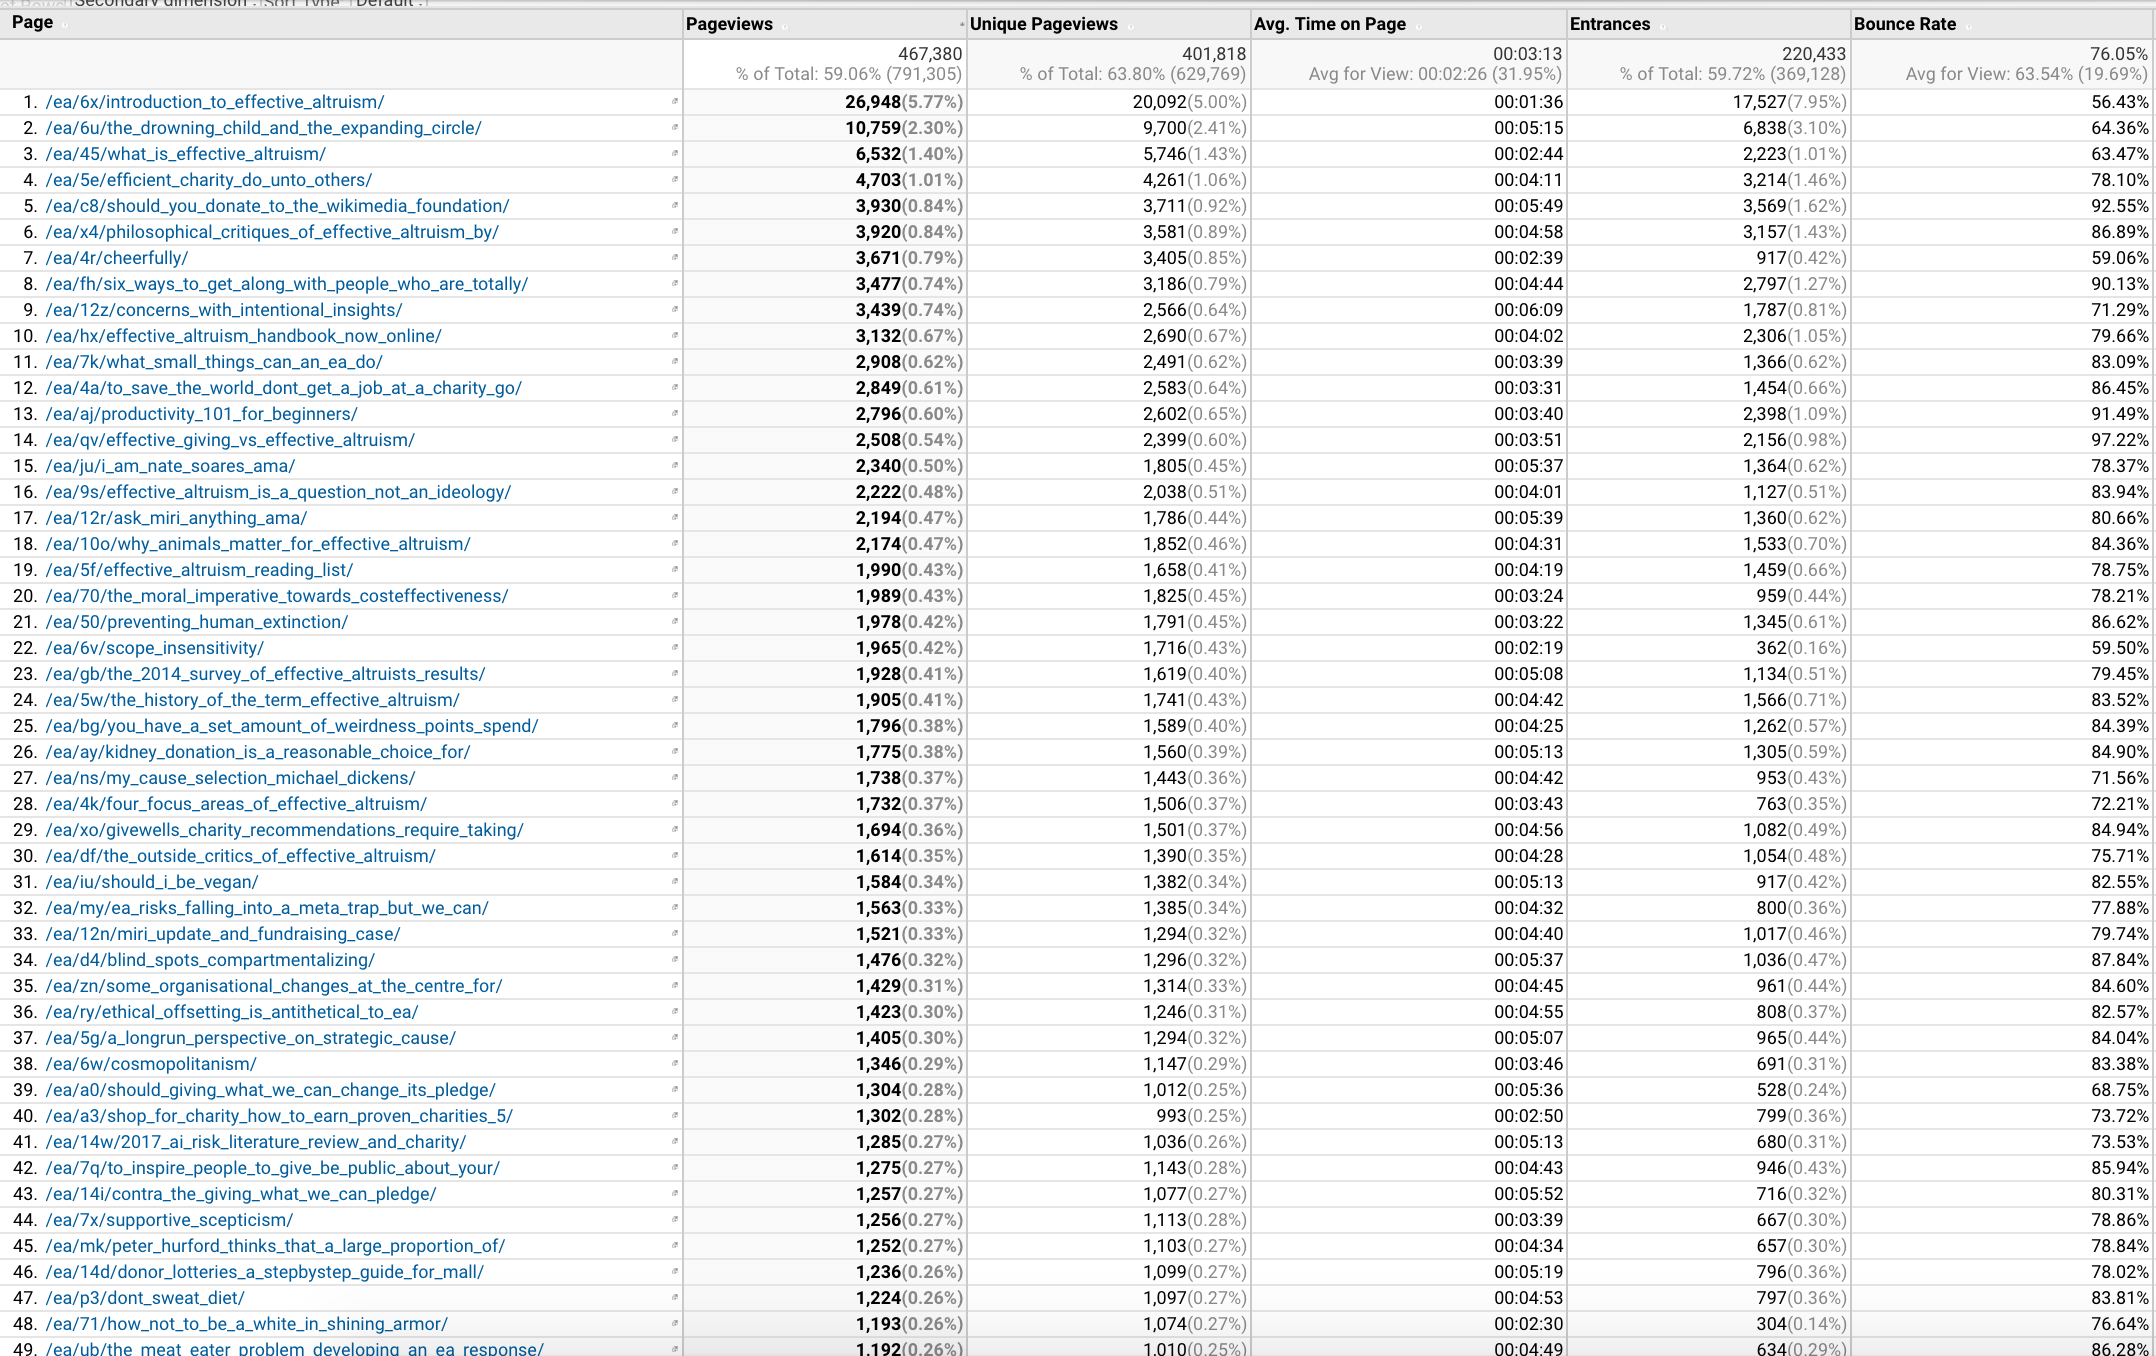 Secondary dimension Sort Type Default
Page Pageviews Unique Pageviews Avg. Time on Page Entrances Bounce Rate
467,380 401,818 00:03:13 220,433 76.05%
% of Total: 59.06% (791,305) % of Total: 63.80% (629,769) Avg for View: 00:02:26 (31.95%) % of Total: 59.72% (369,128) Avg for View: 63.54% (19.69%)
1. /ea/6x/introduction_to_effective_altruism/ 26,948(5.77%) 20,092(5.00%) 00:01:36 17,527(7.95%) 56.43%
2. /ea/6u/the_drowning_child_and_the_expanding_circle/ 10,759(2.30%) 9,700(2.41%) 00:05:15 6,838(3.10%) 64.36%
3. /ea/45/what_is_effective_altruism/ 6,532(1.40%) 5,746(1.43%) 00:02:44 2,223(1.01%) 63.47%
4. /ea/5e/efficient_charity_do_unto_others/ 4,703(1.01%) 4,261(1.06%) 00:04:11 3,214(1.46%) 78.10%
5. /ea/c8/should_you_donate_to_the_wikimedia_foundation/ 3,930(0.84%) 3,711(0.92%) 00:05:49 3,569(1.62%) 92.55%
6. /ea/x4/philosophical_critiques_of_effective_altruism_by/ 3,920(0.84%) 3,581(0.89%) 00:04:58 3,157(1.43%) 86.89%
7. /ea/4r/cheerfully/ 3,671(0.79%) 3,405(0.85%) 00:02:39 917(0.42%) 59.06%
8. /ea/fh/six_ways_to_get_along_with_people_who_are_totally/ 3,477(0.74%) 3,186(0.79%) 00:04:44 2,797(1.27%) 90.13%
9. /ea/12z/concerns_with_intentional_insights/ 3,439(0.74%) 2,566(0.64%) 00:06:09 1,787(0.81%) 71.29%
10. /ea/hx/effective_altruism_handbook_now_online/ 3,132(0.67%) 2,690(0.67%) 00:04:02 2,306(1.05%) 79.66%
11. /ea/7k/what_small_things_can_an_ea_do/ 2,908(0.62%) 2,491(0.62%) 00:03:39 1,366(0.62%) 83.09%
12. /ea/4a/to_save_the_world_dont_get_a_job_at_a_charity_go/ 2,849(0.61%) 2,583(0.64%) 00:03:31 1,454(0.66%) 86.45%
13. /ea/aj/productivity_101_for_beginners/ 2,796(0.60%) 2,602(0.65%) 00:03:40 2,398(1.09%) 91.49%
14. /ea/qv/effective_giving_vs_effective_altruism/ 2,508(0.54%) 2,399(0.60%) 00:03:51 2,156(0.98%) 97.22%
15. /ea/ju/i_am_nate_soares_ama/ 2,340(0.50%) 1,805(0.45%) 00:05:37 1,364(0.62%) 78.37%
16. /ea/9s/effective_altruism_is_a_question_not_an_ideology/ 2,222(0.48%) 2,038(0.51%) 00:04:01 1,127(0.51%) 83.94%
17. /ea/12r/ask_miri_anything_ama/ 2,194(0.47%) 1,786(0.44%) 00:05:39 1,360(0.62%) 80.66%
18. /ea/10o/why_animals_matter_for_effective_altruism/ 2,174(0.47%) 1,852(0.46%) 00:04:31 1,533(0.70%) 84.36%
19. /ea/5f/effective_altruism_reading_list/ 1,990(0.43%) 1,658(0.41%) 00:04:19 1,459(0.66%) 78.75%
20. /ea/70/the_moral_imperative_towards_costeffectiveness/ 1,989(0.43%) 1,825(0.45%) 00:03:24 959(0.44%) 78.21%
21. /ea/50/preventing_human_extinction/ 1,978(0.42%) 1,791(0.45%) 00:03:22 1,345(0.61%) 86.62%
22. /ea/6v/scope_insensitivity/ 1,965(0.42%) 1,716(0.43%) 00:02:19 362(0.16%) 59.50%
23. /ea/gb/the_2014_survey_of_effective_altruists_results/ 1,928(0.41%) 1,619(0.40%) 00:05:08 1,134(0.51%) 79.45%
24. /ea/5w/the_history_of_the_term_effective_altruism/ 1,905(0.41%) 1,741(0.43%) 00:04:42 1,566(0.71%) 83.52%
25. /ea/bg/you_have_a_set_amount_of_weirdness_points_spend/ 1,796(0.38%) 1,589(0.40%) 00:04:25 1,262(0.57%) 84.39%
26. /ea/ay/kidney_donation_is_a_reasonable_choice_for/ 1,775(0.38%) 1,560(0.39%) 00:05:13 1,305(0.59%) 84.90%
27. /ea/ns/my_cause_selection_michael_dickens/ 1,738(0.37%) 1,443(0.36%) 00:04:42 953(0.43%) 71.56%
28. /ea/4k/four_focus_areas_of_effective_altruism/ 1,732(0.37%) 1,506(0.37%) 00:03:43 763(0.35%) 72.21%
29. /ea/xo/givewells_charity_recommendations_require_taking/ 1,694(0.36%) 1,501(0.37%) 00:04:56 1,082(0.49%) 84.94%
30. /ea/df/the_outside_critics_of_effective_altruism/ 1,614(0.35%) 1,390(0.35%) 00:04:28 1,054(0.48%) 75.71%
31. /ea/iu/should_i_be_vegan/ 1,584(0.34%) 1,382(0.34%) 00:05:13 917(0.42%) 82.55%
32. /ea/my/ea_risks_falling_into_a_meta_trap_but_we_can/ 1,563(0.33%) 1,385(0.34%) 00:04:32 800(0.36%) 77.88%
33. /ea/12n/miri_update_and_fundraising_case/ 1,521(0.33%) 1,294(0.32%) 00:04:40 1,017(0.46%) 79.74%
34. /ea/d4/blind_spots_compartmentalizing/ 1,476(0.32%) 1,296(0.32%) 00:05:37 1,036(0.47%) 87.84%
35. /ea/zn/some_organisational_changes_at_the_centre_for/ 1,429(0.31%) 1,314(0.33%) 00:04:45 961(0.44%) 84.60%
36. /ea/ry/ethical_offsetting_is_antithetical_to_ea/ 1,423(0.30%) 1,246(0.31%) 00:04:55 808(0.37%) 82.57%
37. /ea/5g/a_longrun_perspective_on_strategic_cause/ 1,405(0.30%) 1,294(0.32%) 00:05:07 965(0.44%) 84.04%
38. /ea/6w/cosmopolitanism/ 1,346(0.29%) 1,147(0.29%) 00:03:46 691(0.31%) 83.38%
39. /ea/a0/should_giving_what_we_can_change_its_pledge/ 1,304(0.28%) 1,012(0.25%) 00:05:36 528(0.24%) 68.75%
40. /ea/a3/shop_for_charity_how_to_earn_proven_charities_5/ 1,302(0.28%) 993(0.25%) 00:02:50 799(0.36%) 73.72%
41. /ea/14w/2017_ai_risk_literature_review_and_charity/ 1,285(0.27%) 1,036(0.26%) 00:05:13 680(0.31%) 73.53%
42. /ea/7q/to_inspire_people_to_give_be_public_about_your/ 1,275(0.27%) 1,143(0.28%) 00:04:43 946(0.43%) 85.94%
43. /ea/14i/contra_the_giving_what_we_can_pledge/ 1,257(0.27%) 1,077(0.27%) 00:05:52 716(0.32%) 80.31%
44. /ea/7x/supportive_scepticism/ 1,256(0.27%) 1,113(0.28%) 00:03:39 667(0.30%) 78.86%
45. /ea/mk/peter_hurford_thinks_that_a_large_proportion_of/ 1,252(0.27%) 1,103(0.27%) 00:04:34 657(0.30%) 78.84%
46. /ea/14d/donor_lotteries_a_stepbystep_guide_for_mall/ 1,236(0.26%) 1,099(0.27%) 00:05:19 796(0.36%) 78.02%
47. /ea/p3/dont_sweat_diet/ 1,224(0.26%) 1,097(0.27%) 00:04:53 797(0.36%) 83.81%
48. /ea/71/how_not_to_be_a_white_in_shining_armor/ 1,193(0.26%) 1,074(0.27%) 00:02:30 304(0.14%) 76.64%
49. /ea/ub/the_meat_eater_problem_developing_an_ea_response/ 1,192(0.26%) 1,010(0.25%) 00:04:49 634(0.29%) 86.28%